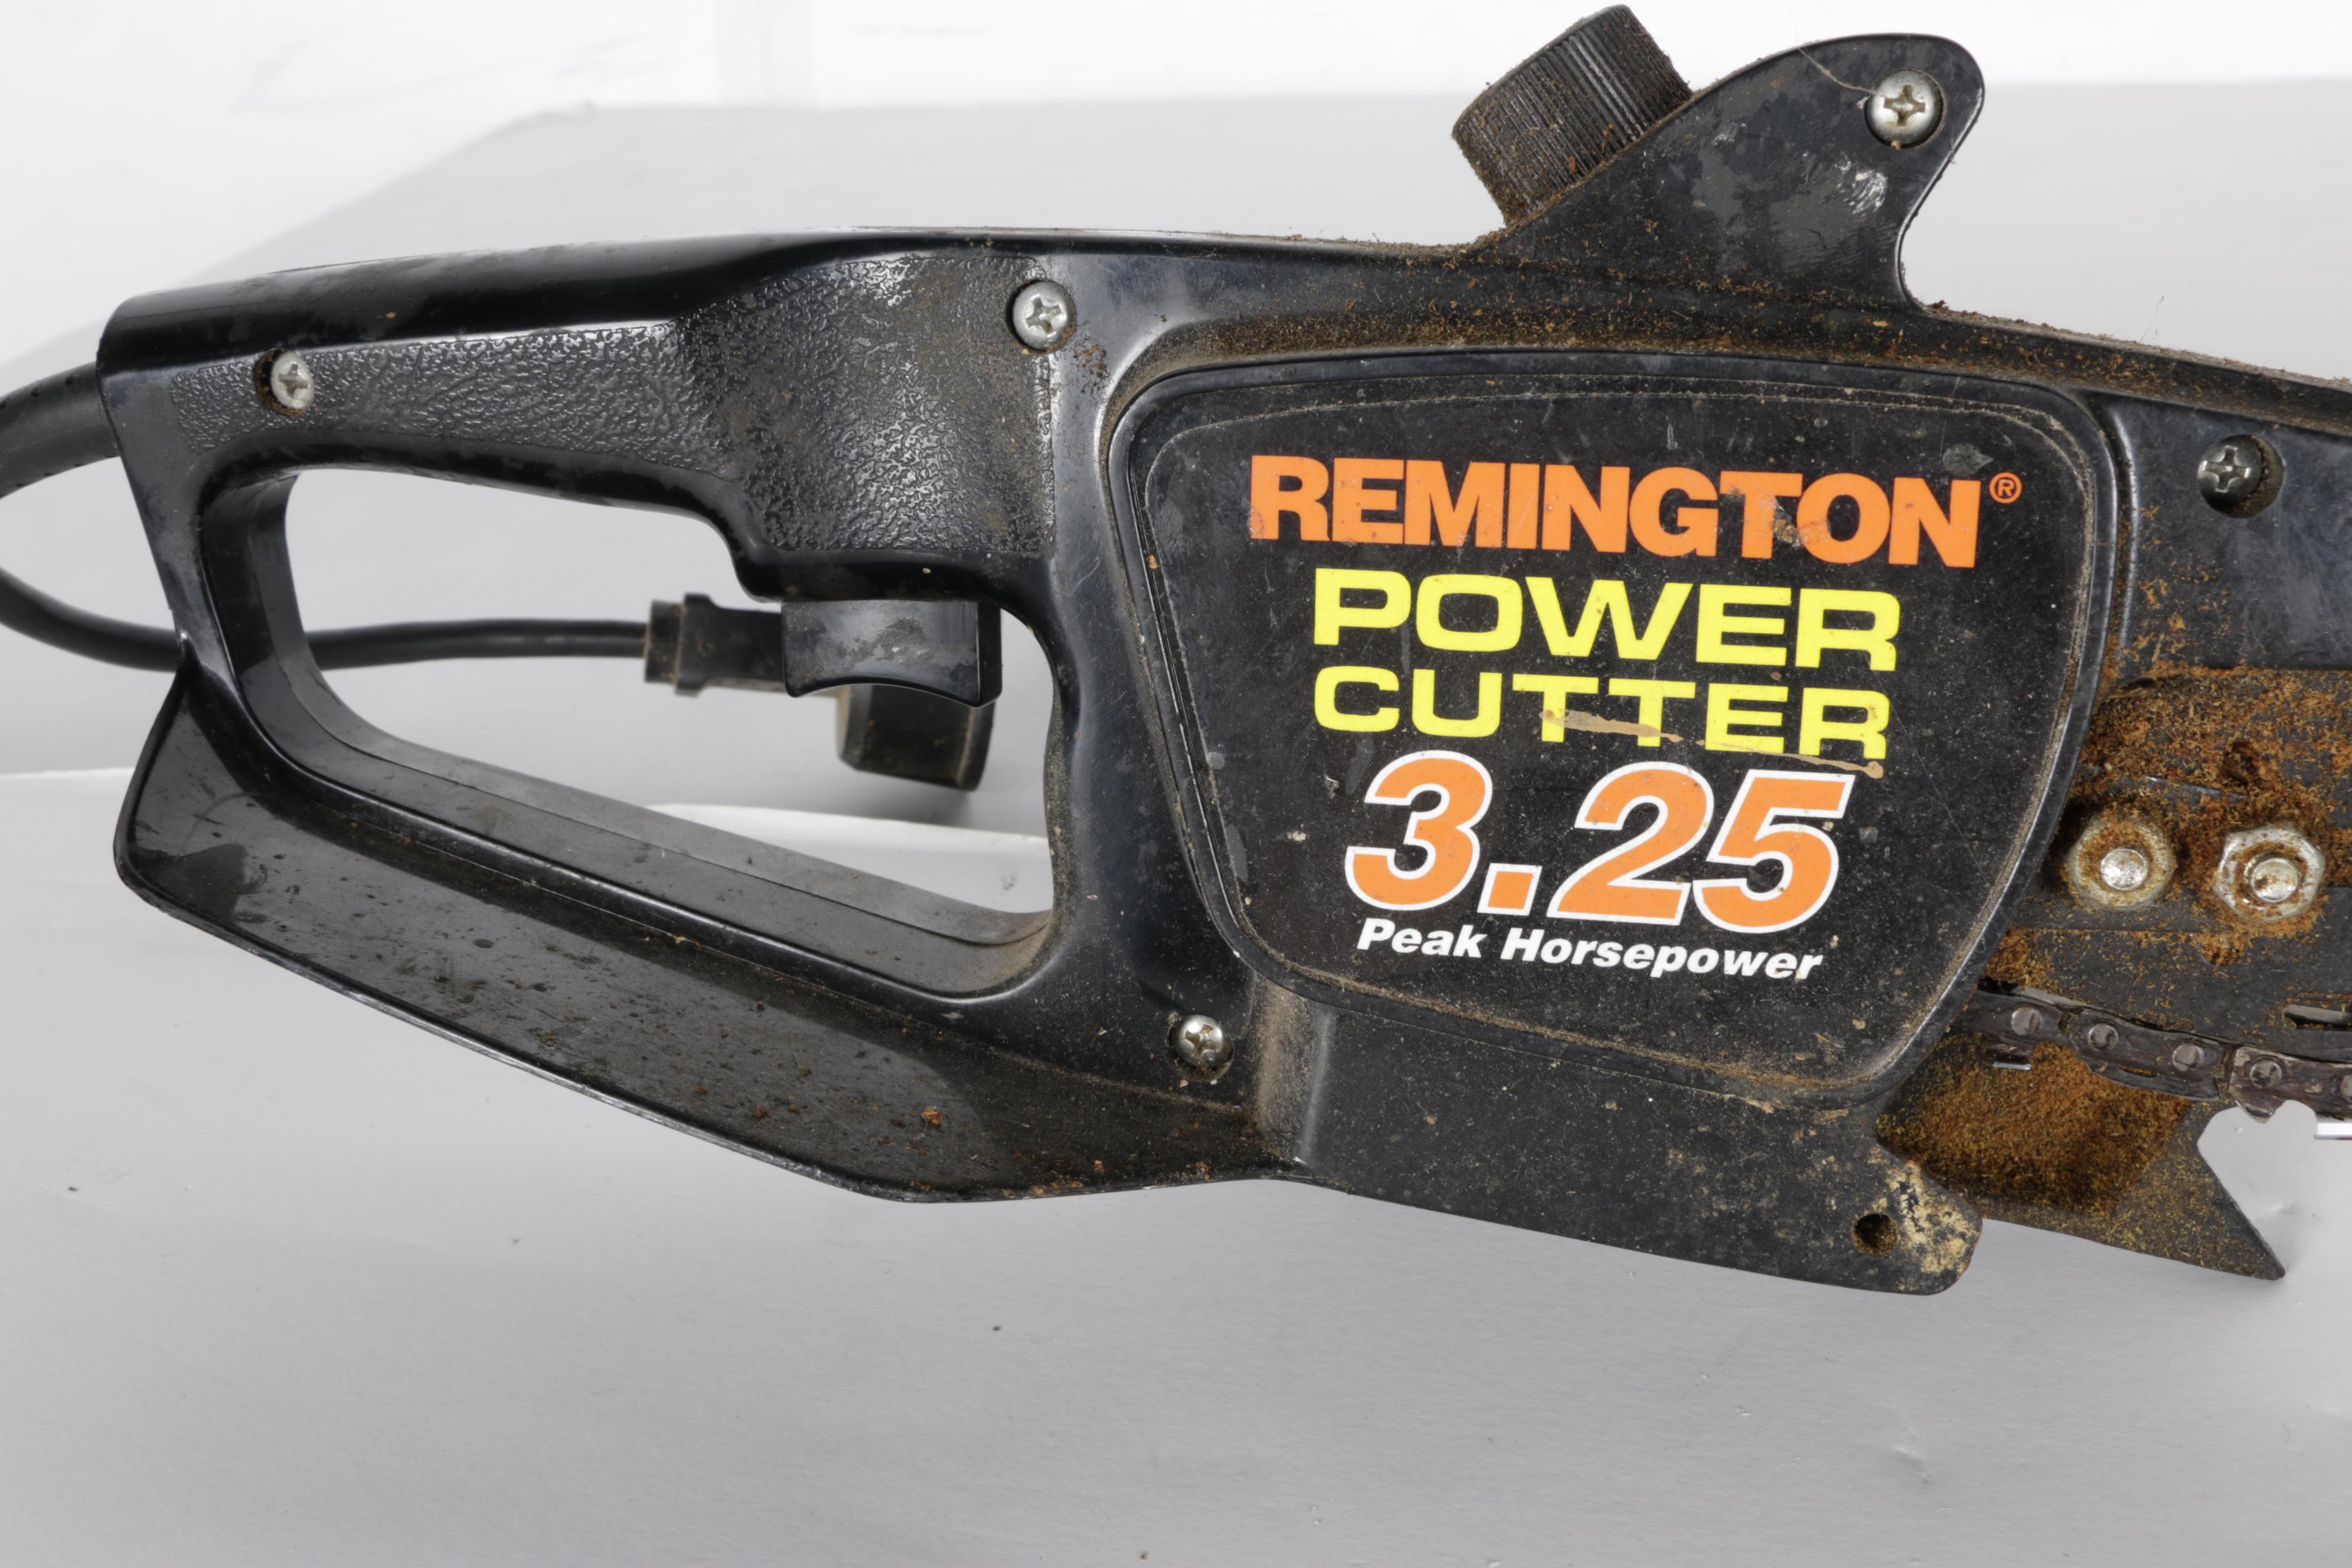 REMINGTON®
POWER
CUTTER
3.25
Peak Horsepower